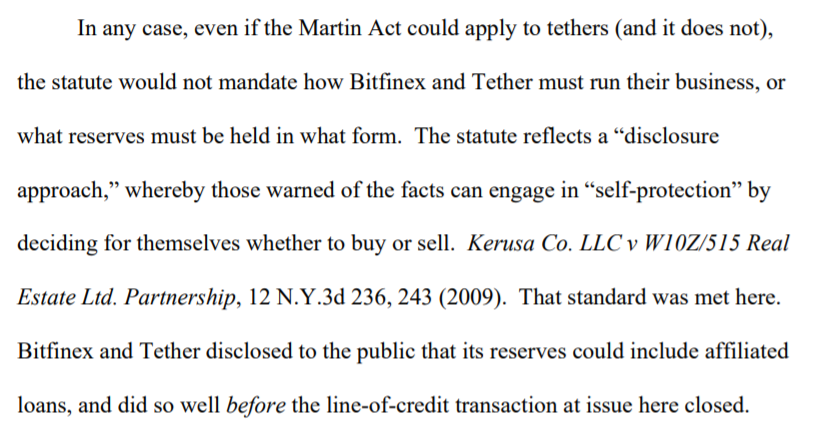 In any case, even if the Martin Act could apply to tethers (and it does not),
the statute would not mandate how Bitfinex and Tether must run their business, or
what reserves must be held in what form.  The statute reflects a “disclosure
approach,” whereby those warned of the facts can engage in “self-protection” by
deciding for themselves whether to buy or sell.  Kerusa Co. LLC v W10Z/515 Real
Estate Ltd. Partnership, 12 N.Y.3d 236, 243 (2009).  That standard was met here.
Bitfinex and Tether disclosed to the public that its reserves could include affiliated
loans, and did so well before the line-of-credit transaction at issue here closed.